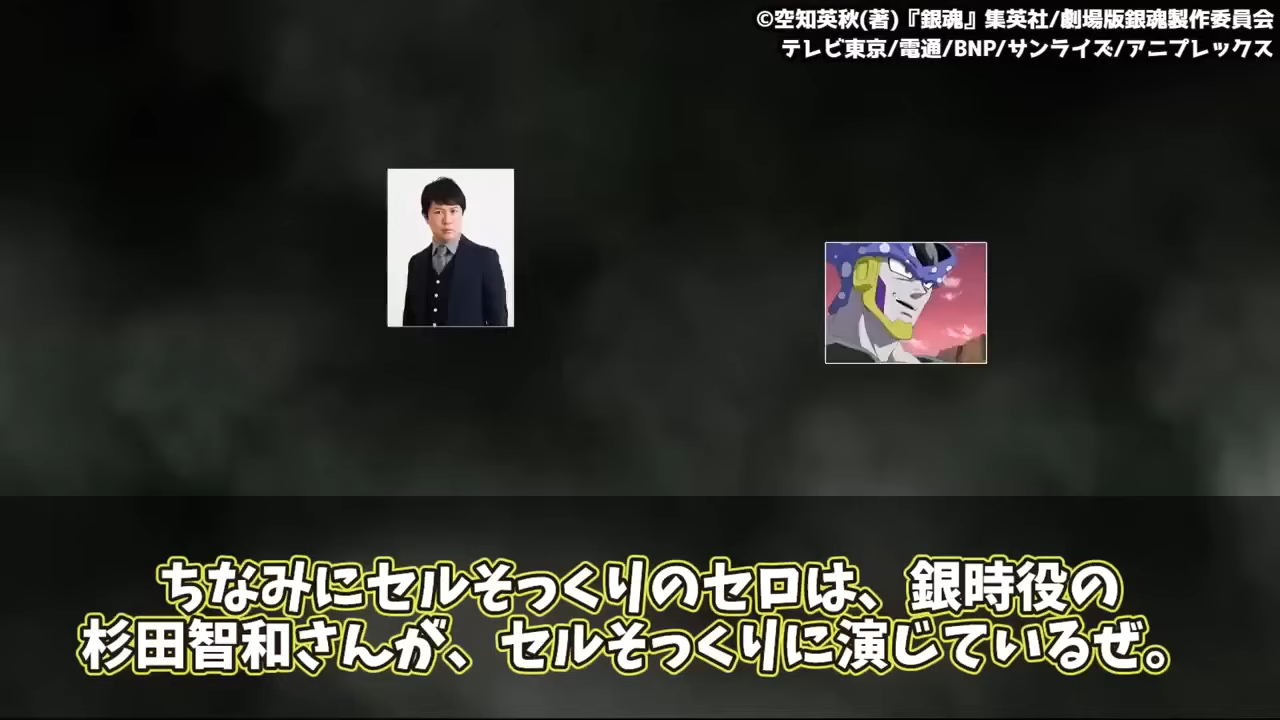 ©空知英秋(著)『銀魂』集英社/劇場版銀魂製作委員会
テレビ東京/電通/BNP/サンライズ/アニプレックス
ちなみにセルそっくりのセロは、銀時役の
杉田智和さんが、セルそっくりに演じているぜ。